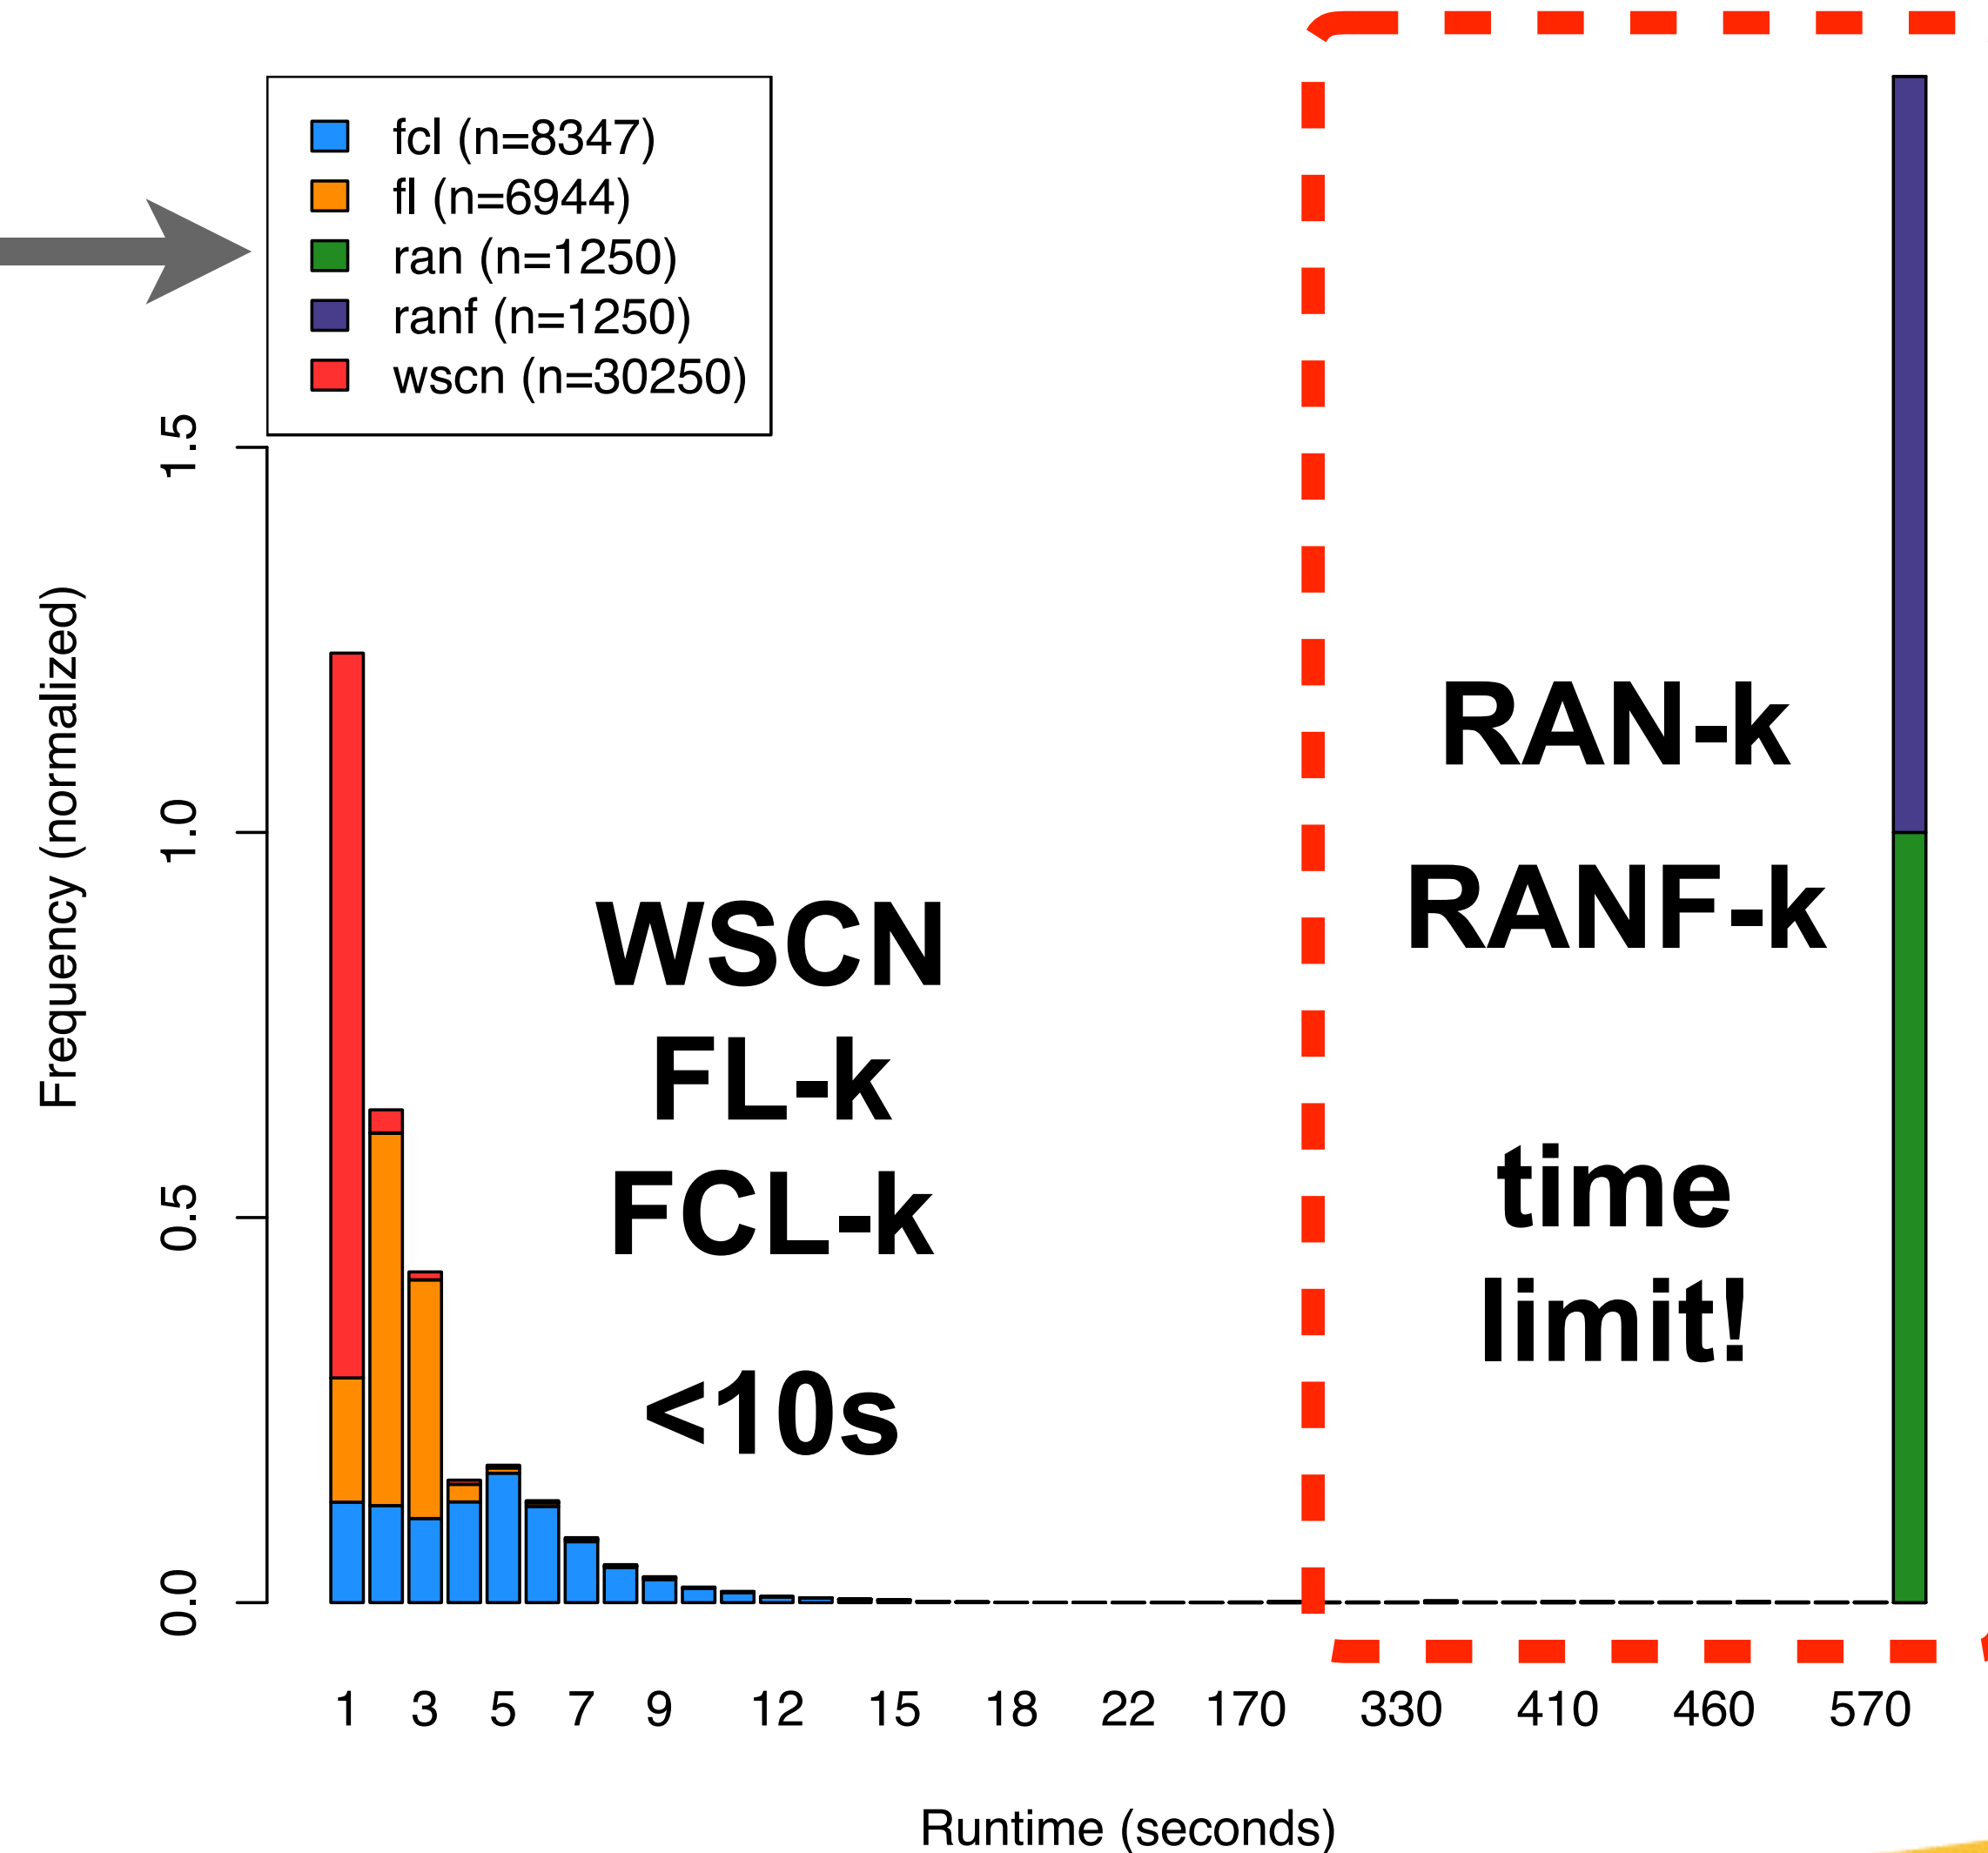 fcl (n=8347)
fl (n=6944)
ran (n=1250)
ranf (n=1250)
wscn (n=30250)
Frequency (normalized)
1.5
1.0
0.5
0.0
WSCN
FL-k
FCL-k
<10s
RAN-k
RANF-k
time
limit!
1 3 5 7 9 12 15 18 22 170 330 410 460 570
Runtime (seconds)